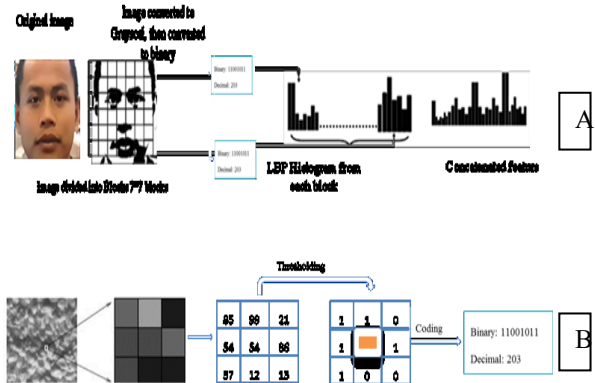 Original image
Image converted to
Grayscal, then converted
to binary
Binary: 11001011
Decimal: 203
Binary: 11001011
Decimal: 203
A
Image divided into Blocks 7*7 blocks
LBP Histogram from
each block
Concatenated feature
Thresholding
85 99 21
54 54 86
57 12 13
1 1 0
1 1
1 0 0
Coding
Binary: 11001011
Decimal: 203
B